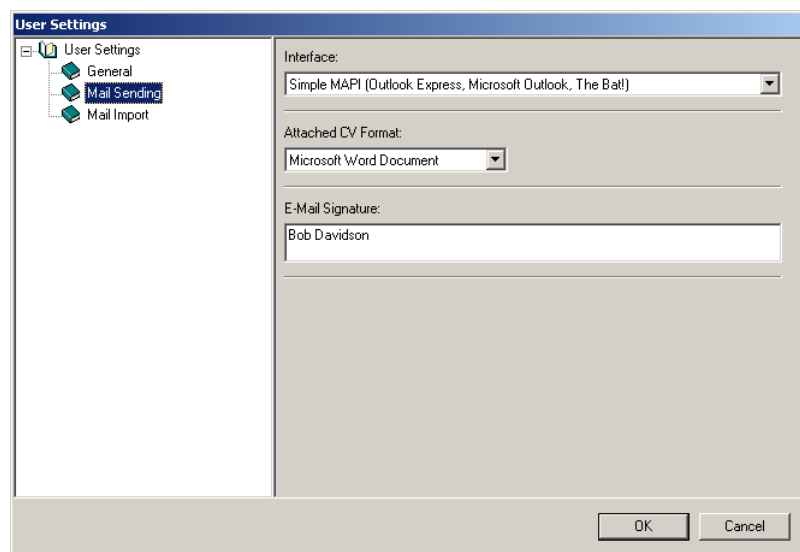 User Settings
User Settings
General
Mail Sending
Mail Import
Interface:
Simple MAPI (Outlook Express, Microsoft Outlook, The Bat!)
Attached CV Format:
Microsoft Word Document
E-Mail Signature:
Bob Davidson
OK
Cancel